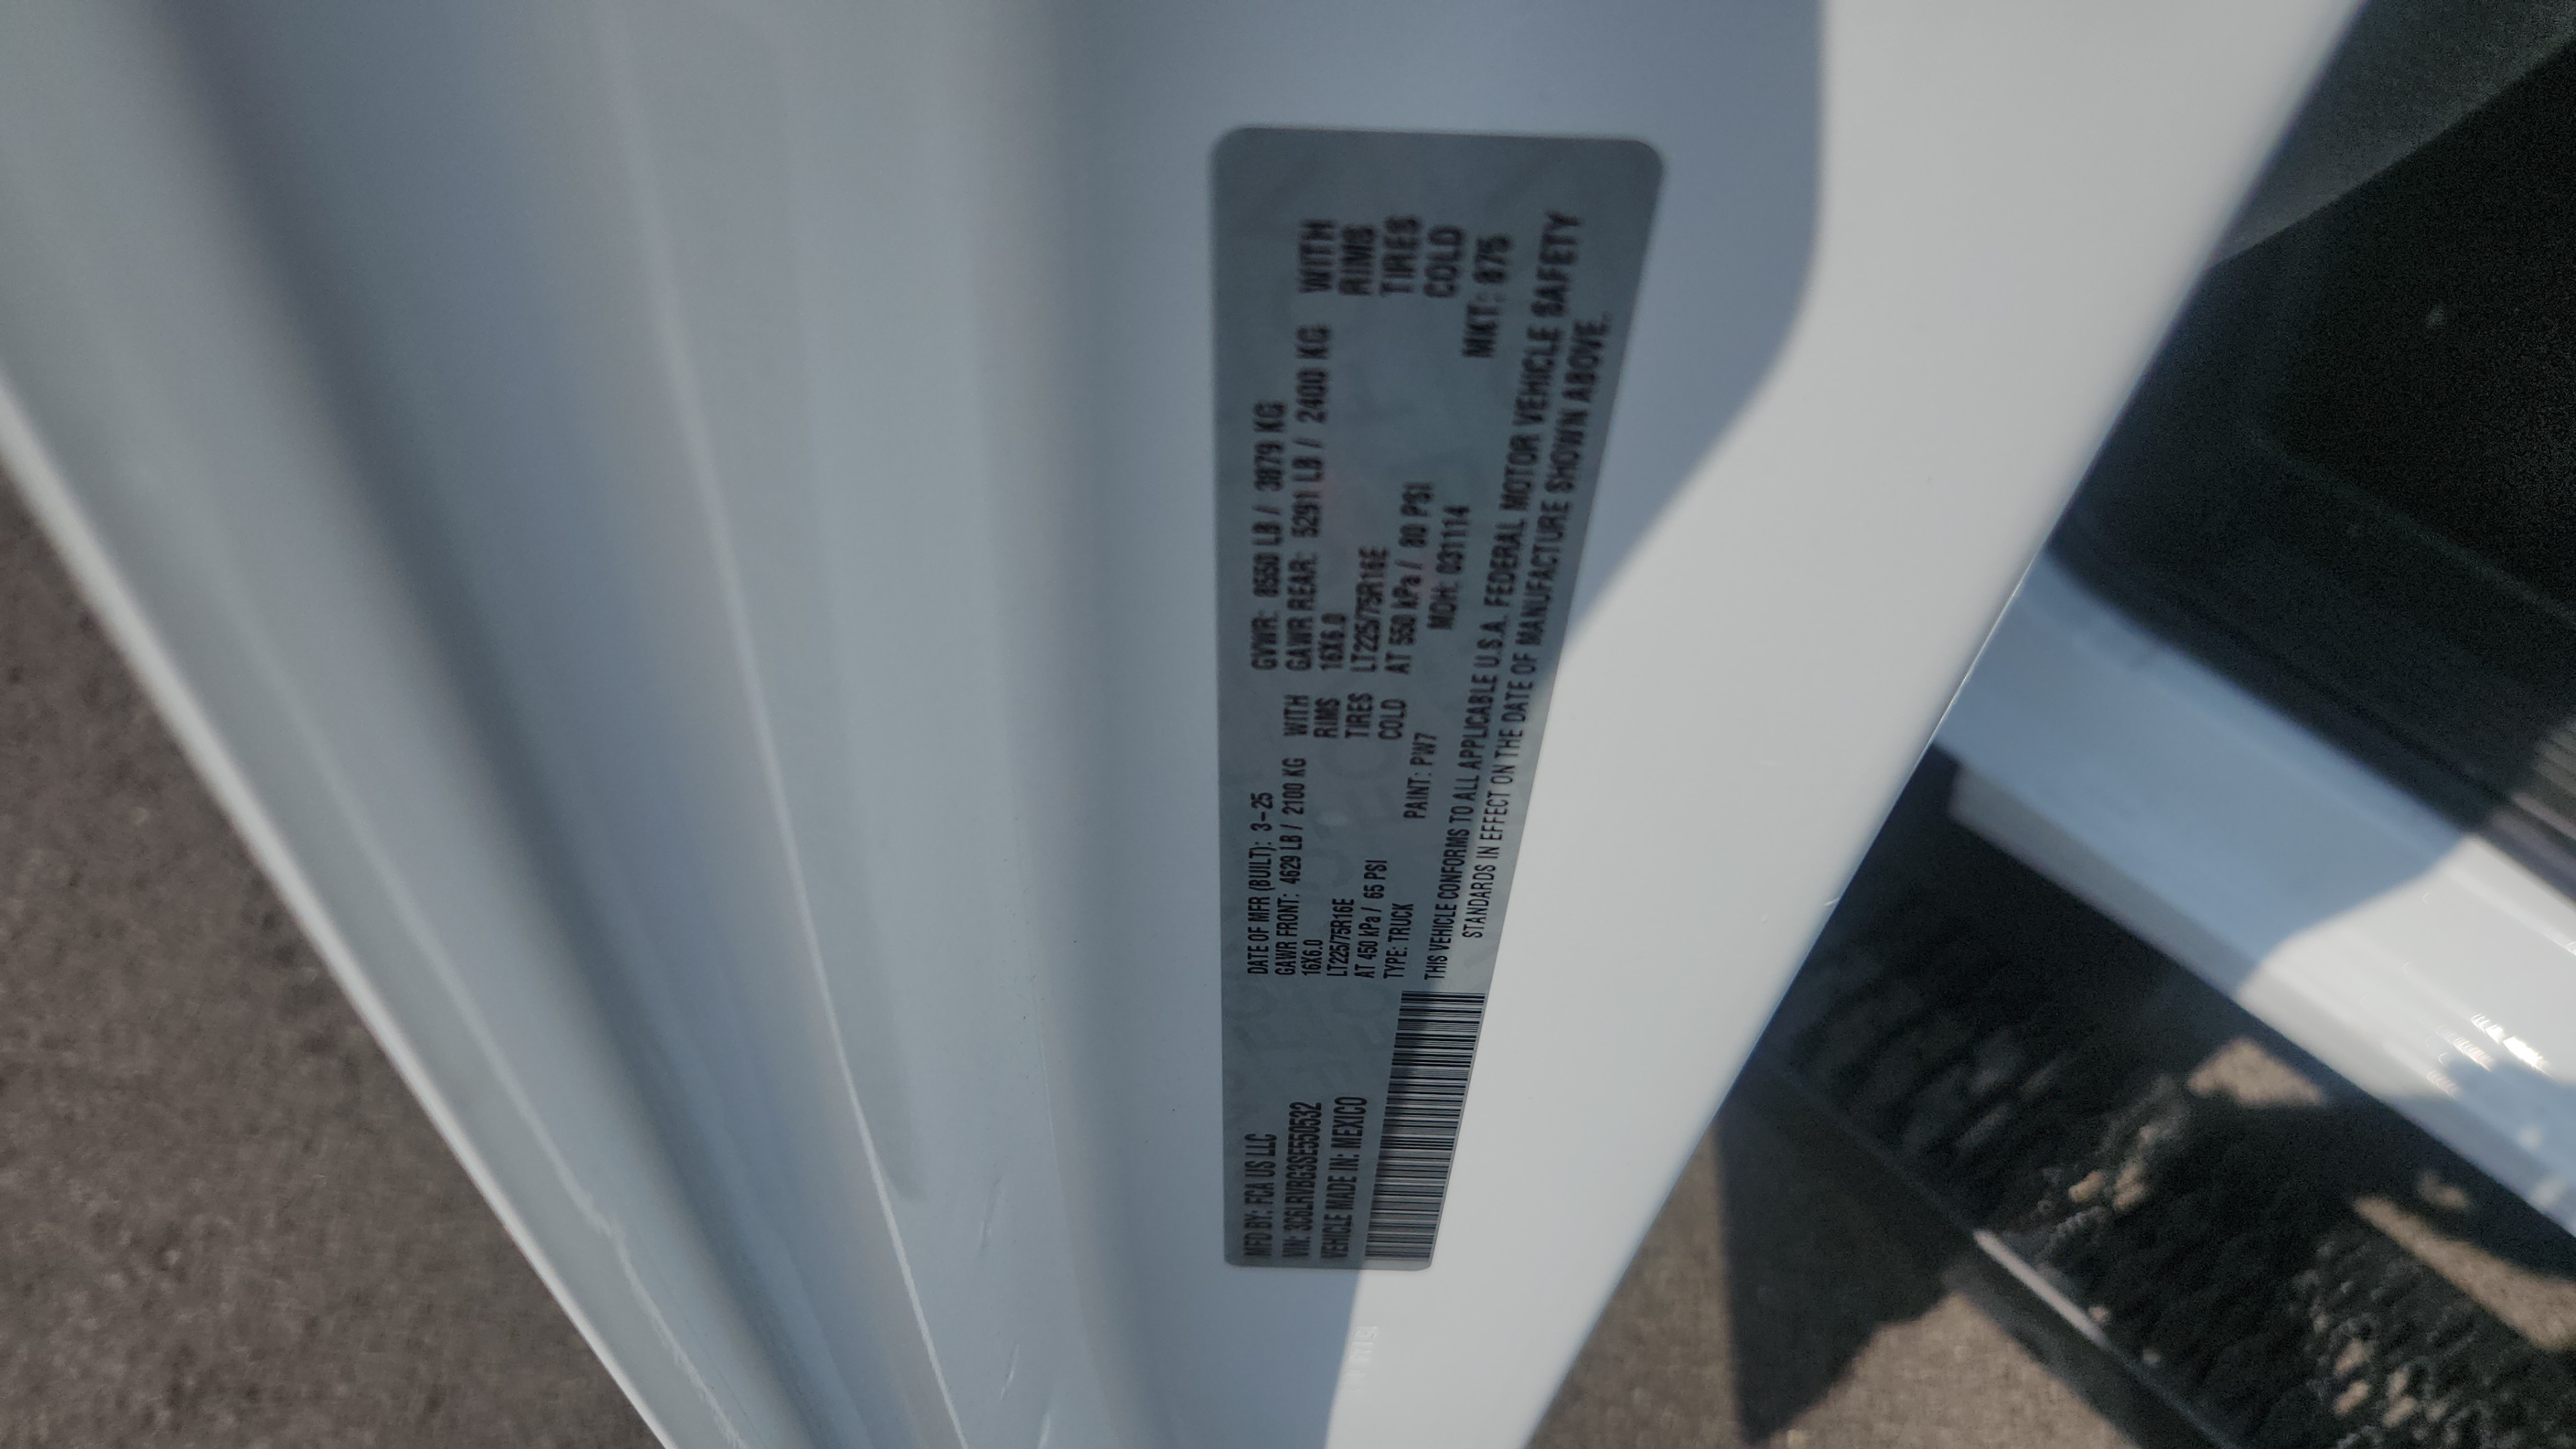 MFD BY: FCA US LLC
VIN: 3C6LRVBG3SE550532
VEHICLE MADE IN: MEXICO
DATE OF MFR (BUILT): 3-25
GVWR: 8550 LB / 3879 KG
GAWR FRONT: 4629 LB / 2100 KG WITH
16X6.0 RIMS
LT225/75R16E TIRES
AT 450 kPa / 65 PSI COLD
GAWR REAR: 5291 LB / 2400 KG WITH
16X6.0 RIMS
LT225/75R16E TIRES
AT 550 kPa / 80 PSI COLD
TYPE: TRUCK PAINT: PW7 MDH: 031114 MKT: 875
THIS VEHICLE CONFORMS TO ALL APPLICABLE U.S.A. FEDERAL MOTOR VEHICLE SAFETY
STANDARDS IN EFFECT ON THE DATE OF MANUFACTURE SHOWN ABOVE.